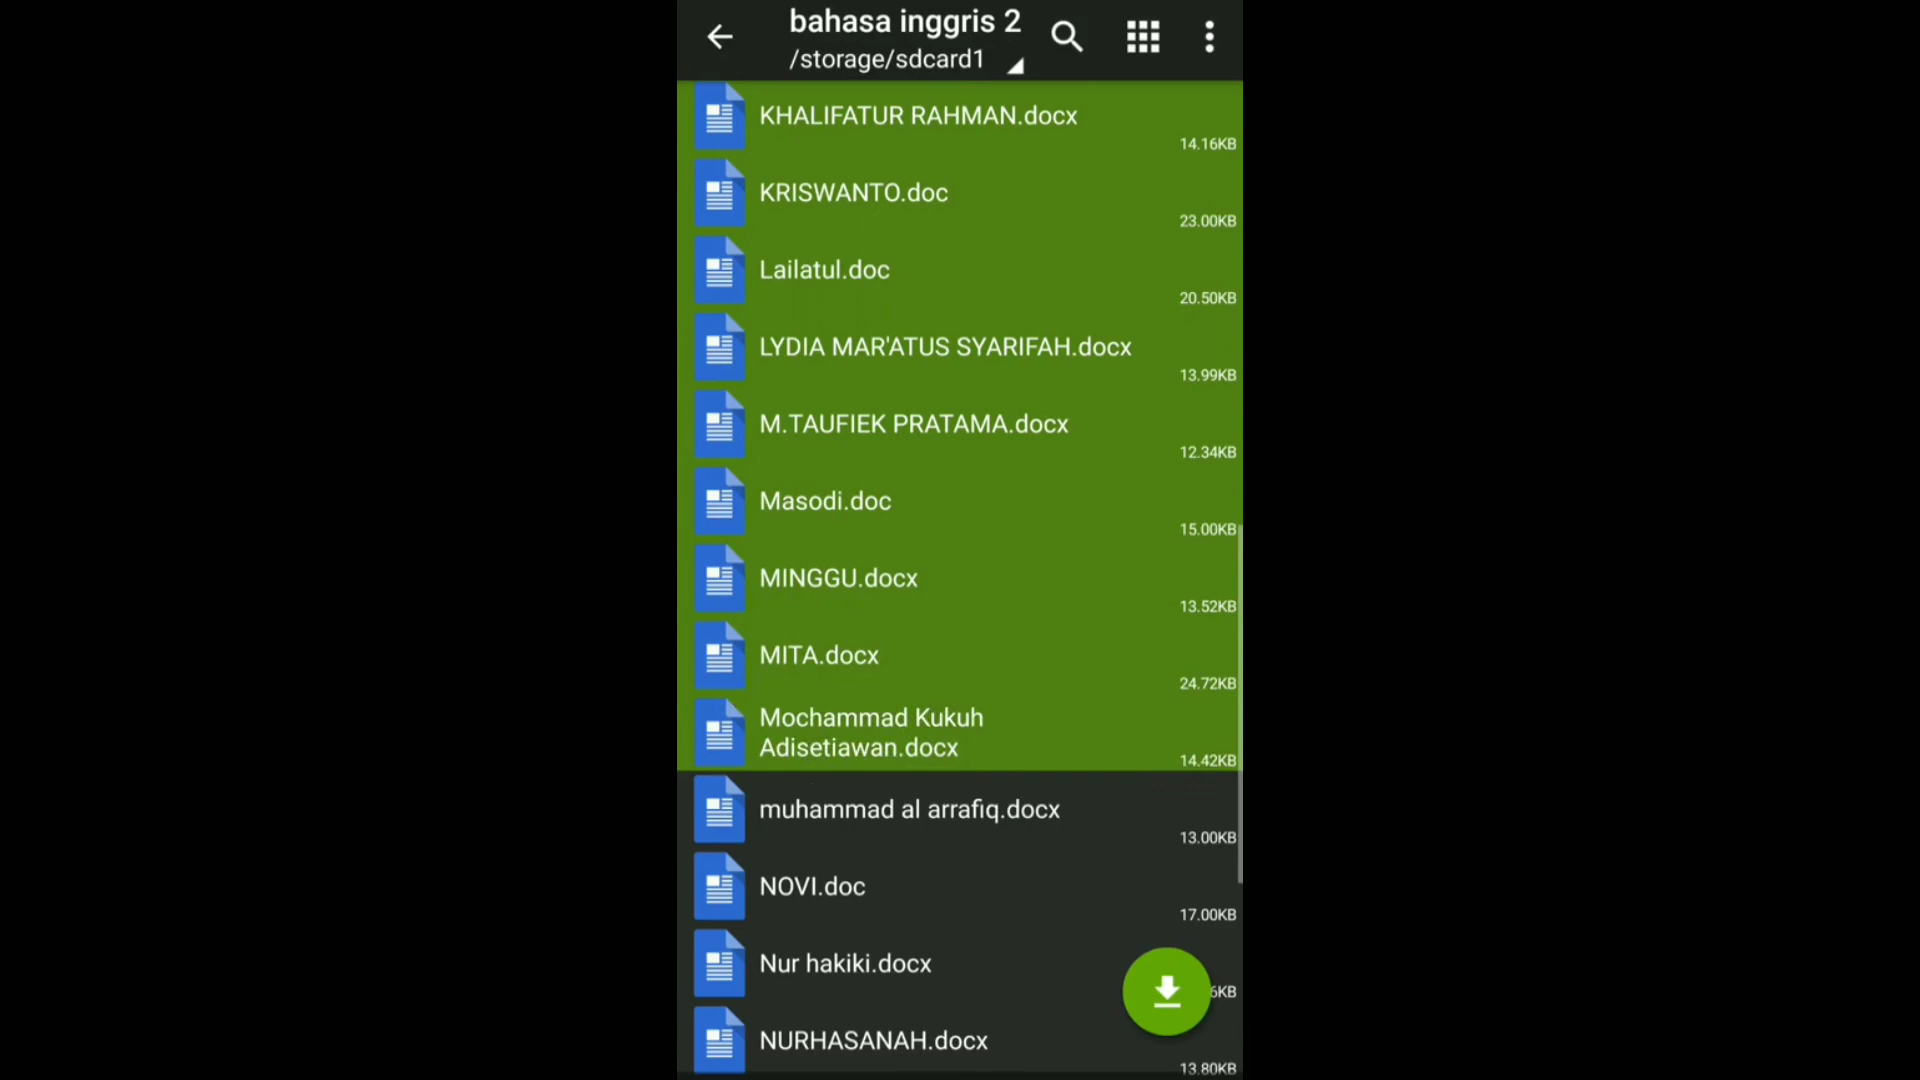 bahasa inggris 2
/storage/sdcard1
KHALIFATUR RAHMAN.docx
14.16KB
KRISWANTO.doc
23.00KB
Lailatul.doc
20.50KB
LYDIA MAR'ATUS SYARIFAH.docx
13.99KB
M.TAUFIEK PRATAMA.docx
12.34KB
Masodi.doc
15.00KB
MINGGU.docx
13.52KB
MITA.docx
24.72KB
Mochammad Kukuh
Adisetiawan.docx
14.42KB
muhammad al arrafiq.docx
13.00KB
NOVI.doc
17.00KB
Nur hakiki.docx
6KB
NURHASANAH.docx
13.80KB